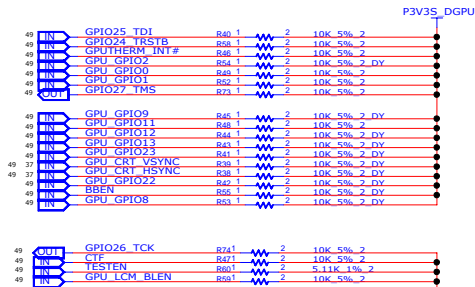 P3V3S_DGPU
49 IN GPIO25_TDI R40 1 2 10K_5%_2
49 IN GPIO24_TRSTB R58 1 2 10K_5%_2
49 IN GPUTHERM_INT# R46 1 2 10K_5%_2
49 IN GPU_GPIO2 R54 1 2 10K_5%_2_DY
49 IN GPU_GPIO0 R49 1 2 10K_5%_2
49 IN GPU_GPIO1 R52 1 2 10K_5%_2
49 OUT GPIO27_TMS R73 1 2 10K_5%_2
49 IN GPU_GPIO9 R45 1 2 10K_5%_2_DY
49 IN GPU_GPIO11 R48 1 2 10K_5%_2
49 IN GPU_GPIO12 R44 1 2 10K_5%_2_DY
49 IN GPU_GPIO13 R43 1 2 10K_5%_2_DY
49 IN GPU_GPIO23 R41 1 2 10K_5%_2_DY
49 37 IN GPU_CRT_VSYNC R39 1 2 10K_5%_2_DY
49 37 IN GPU_CRT_HSYNC R38 1 2 10K_5%_2_DY
49 IN GPU_GPIO22 R42 1 2 10K_5%_2_DY
49 IN BBEN R55 1 2 10K_5%_2_DY
49 IN GPU_GPIO8 R53 1 2 10K_5%_2_DY
49 OUT GPIO26_TCK R74 1 2 10K_5%_2
49 IN CTF R47 1 2 10K_5%_2
49 IN TESTEN R60 1 2 5.11K_1%_2
49 IN GPU_LCM_BLEN R59 1 2 10K_5%_2